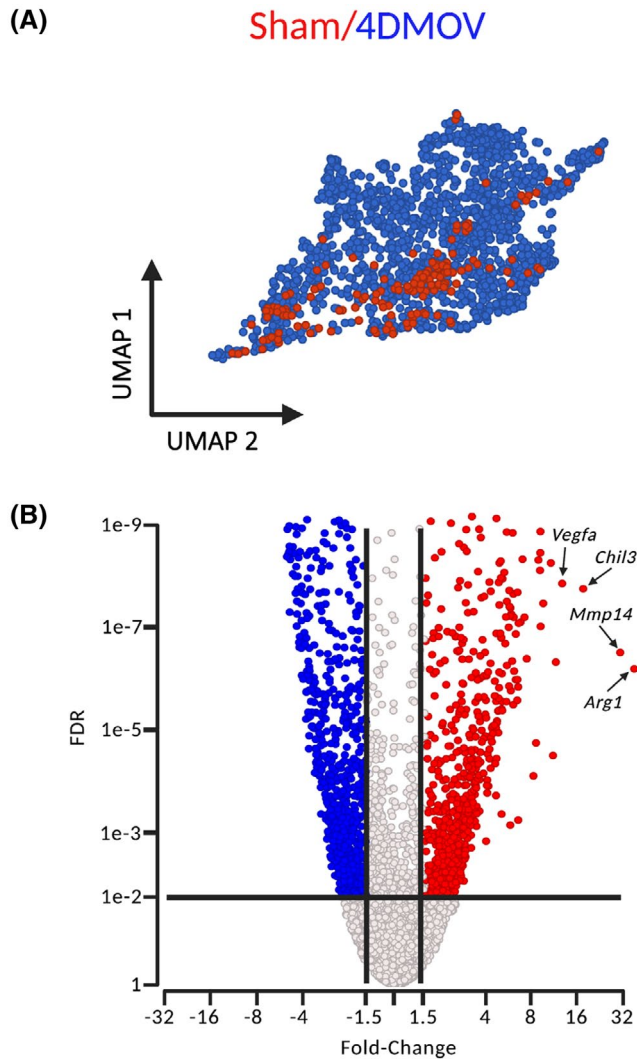 (A)
Sham/4DMOV
UMAP 1
UMAP 2
(B)
1e-9
1e-7
1e-5
1e-3
1e-2
1
FDR
Vegfa
Chil3
Mmp14
Arg1
-32 -16 -8 -4 -1.5 1.5 4 8 16 32
Fold-Change